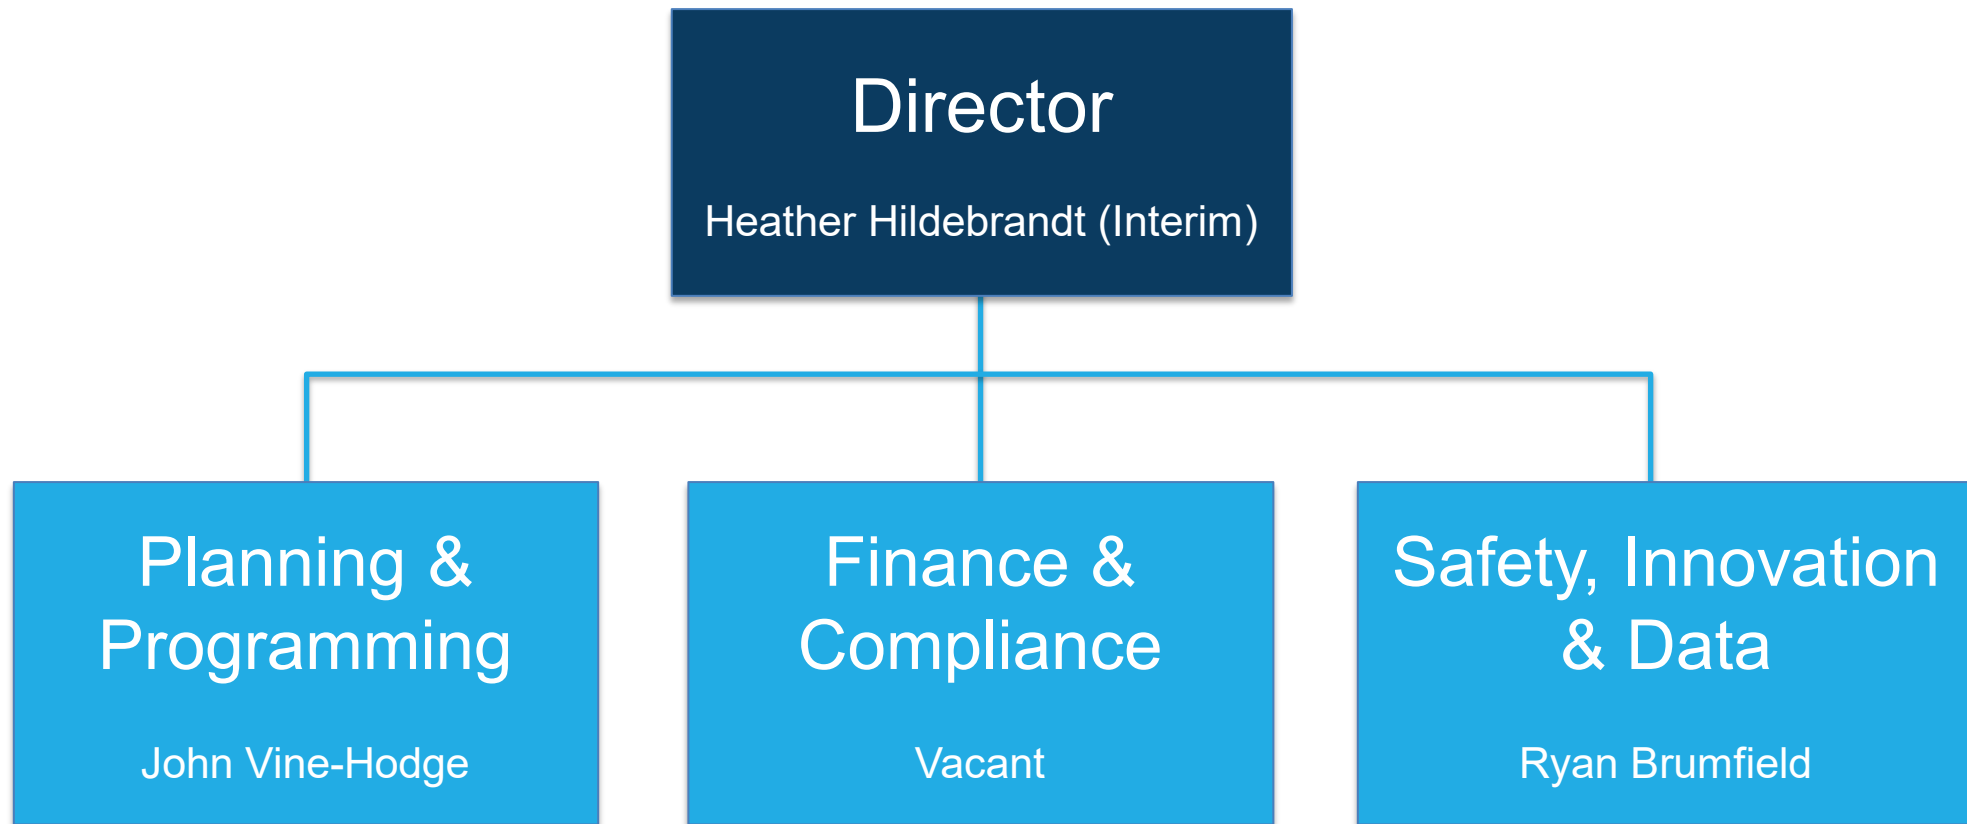 Director
Heather Hildebrandt (Interim)
Planning &
Programming
John Vine-Hodge
Finance &
Compliance
Vacant
Safety, Innovation
& Data
Ryan Brumfield